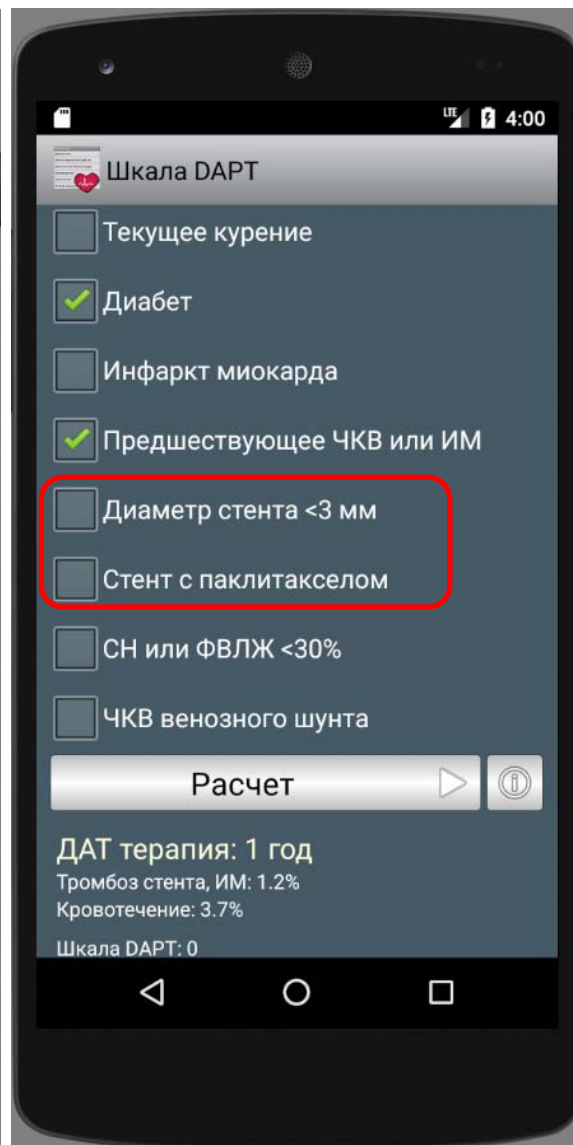 LTE 4:00
Шкала DAPT
Текущее курение
Диабет
Инфаркт миокарда
Предшествующее ЧКВ или ИМ
Диаметр стента <3 мм
Стент с паклитакселом
СН или ФВЛЖ <30%
ЧКВ венозного шунта
Расчет
ДАТ терапия: 1 год
Тромбоз стента, ИМ: 1.2%
Кровотечение: 3.7%
Шкала DAPT: 0